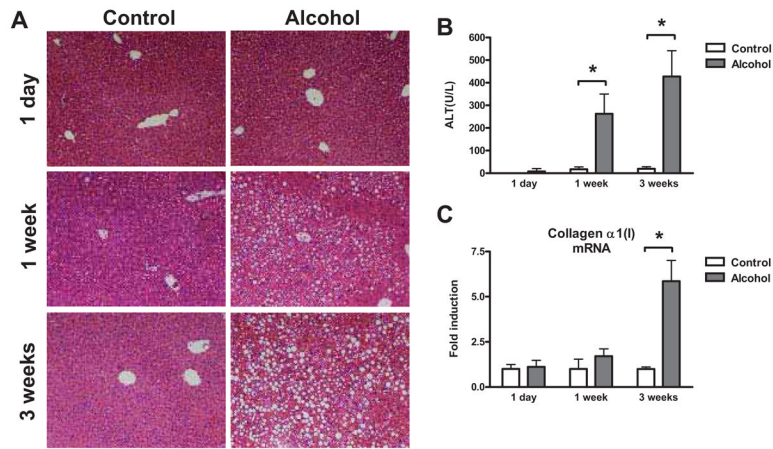 A
Control
Alcohol
1 day
1 week
3 weeks
B
ALT(U/L)
600
500
400
300
200
100
0
*
*
1 day
1 week
3 weeks
Control
Alcohol
C
Collagen α1(I)
mRNA
Fold induction
7.5
5.0
2.5
0.0
*
1 day
1 week
3 weeks
Control
Alcohol